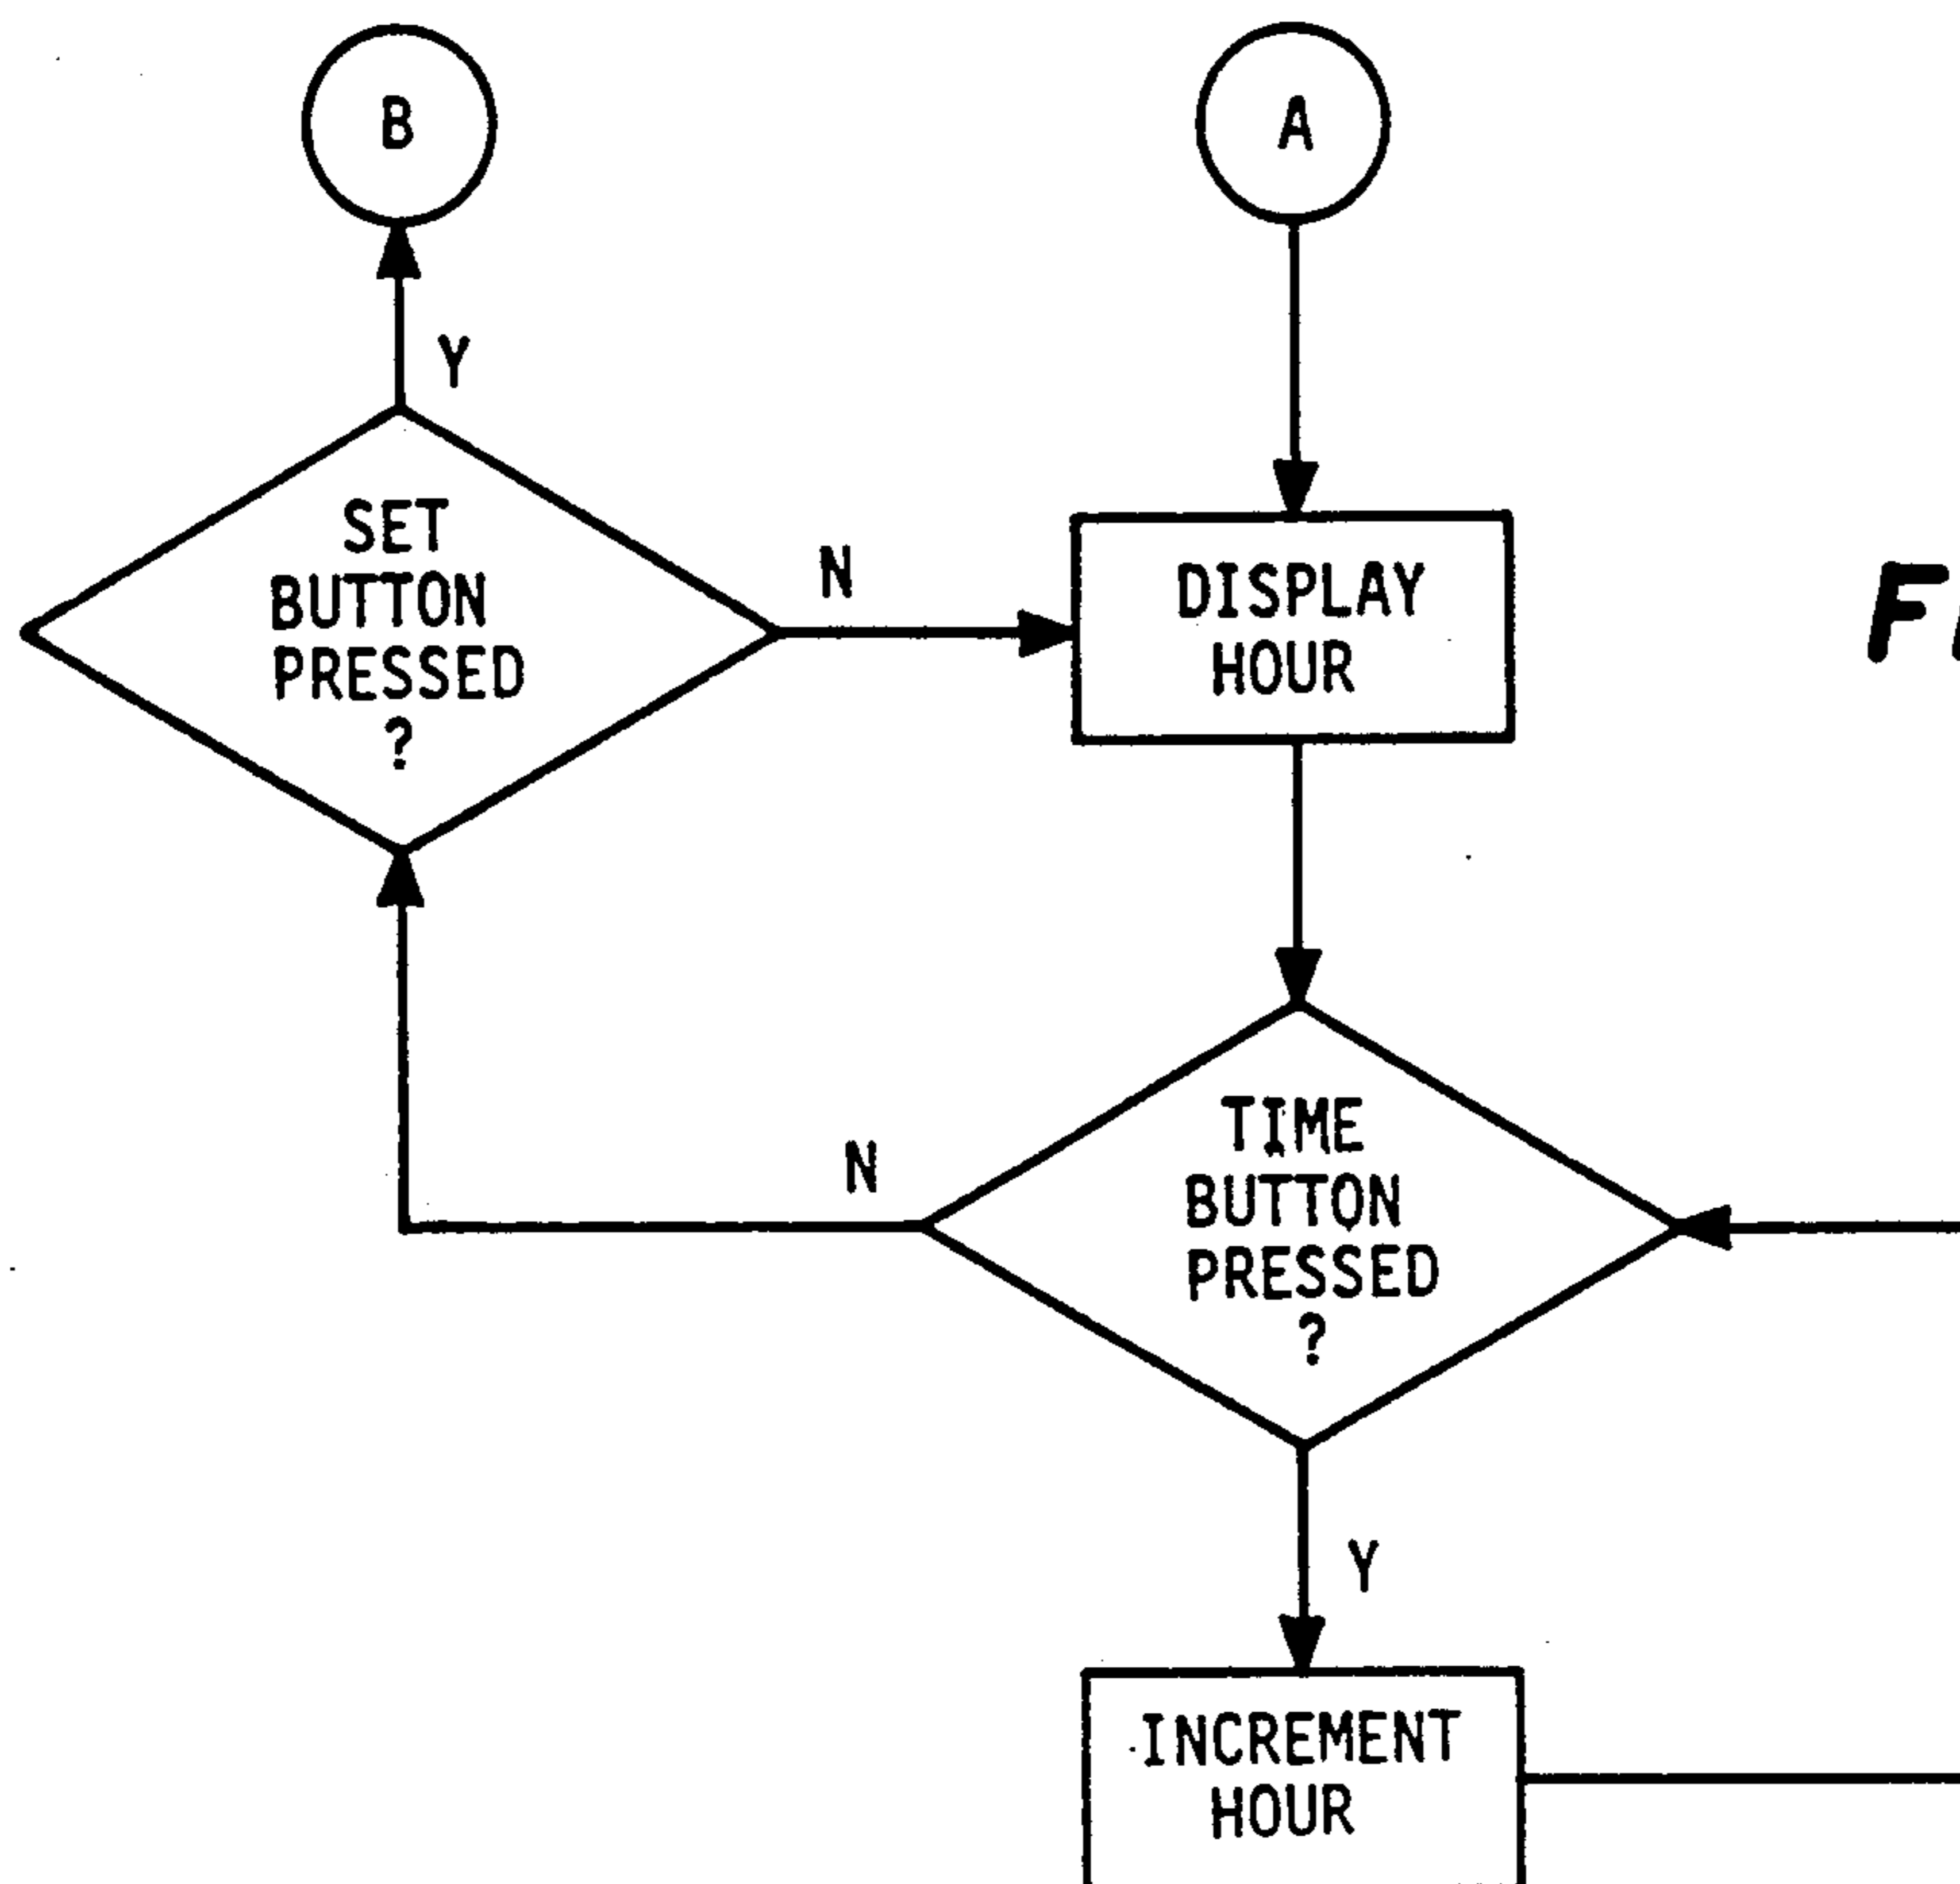 B
A
Y
SET
BUTTON
PRESSED
?
N
DISPLAY
HOUR
TIME
BUTTON
PRESSED
?
N
Y
INCREMENT
HOUR